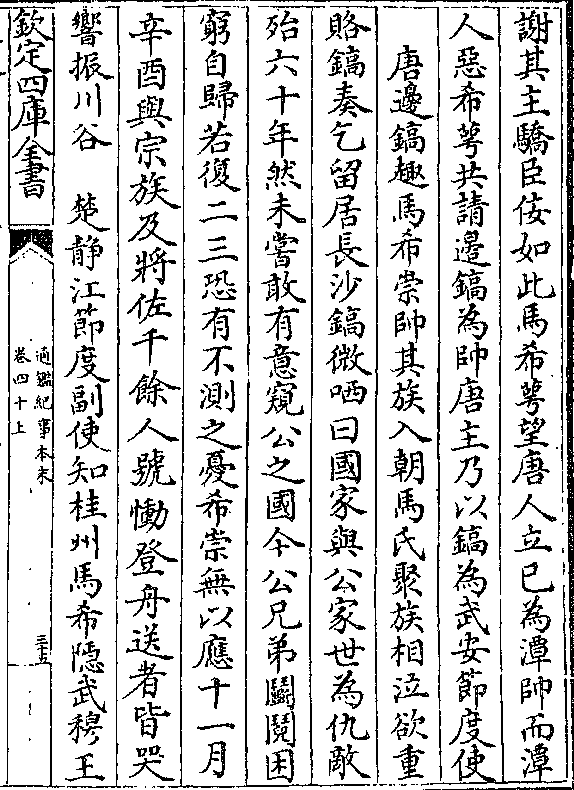 謝其主驕臣佞如此馬希萼望唐人立已為潭帥而潭
人惡希萼共請邊鎬為帥唐主乃以鎬為武安節度使
唐邊鎬趣馬希崇帥其族入朝馬氏聚族相泣欲重
賂鎬奏乞留居長沙鎬微哂曰國家與公家世為仇敵
殆六十年然未嘗敢有意窺公之國今公兄弟鬭鬩困
窮自歸若復二三恐有不測之憂希崇無以應十一月
辛酉與宗族及將佐千餘人號慟登舟送者皆哭
響振川谷　楚静江節度副使知桂州馬希隱武穆王
欽定四庫全書
通鑑紀事本末
卷四十上
三十五